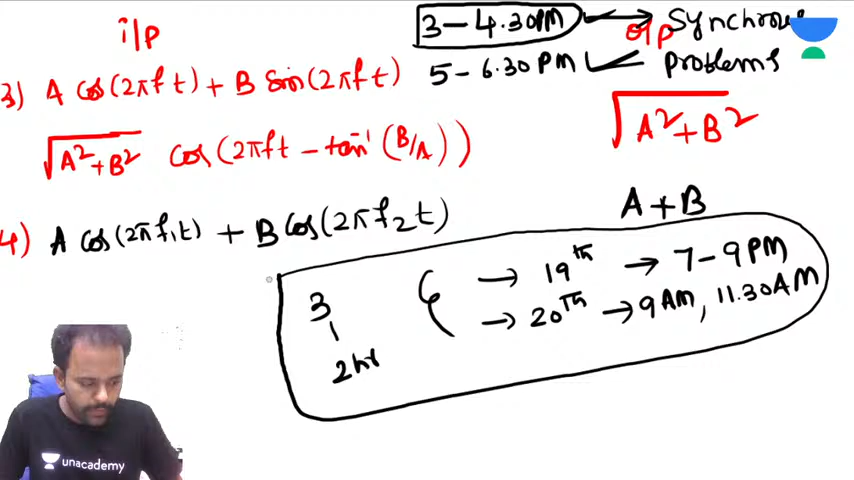 i/p
3 – 4.30PM → Synchrous
o/p
5 – 6.30 PM problems
3) A cos(2πft) + B Sin(2πft)
√A²+B² cos(2πft – tan⁻¹(B/A))
√A²+B²
4) A cos(2πf₁t) + B cos(2πf₂t)
A+B
3 → 19th → 7 – 9PM
→ 20Th → 9AM, 11.30AM
2hr
unacademy